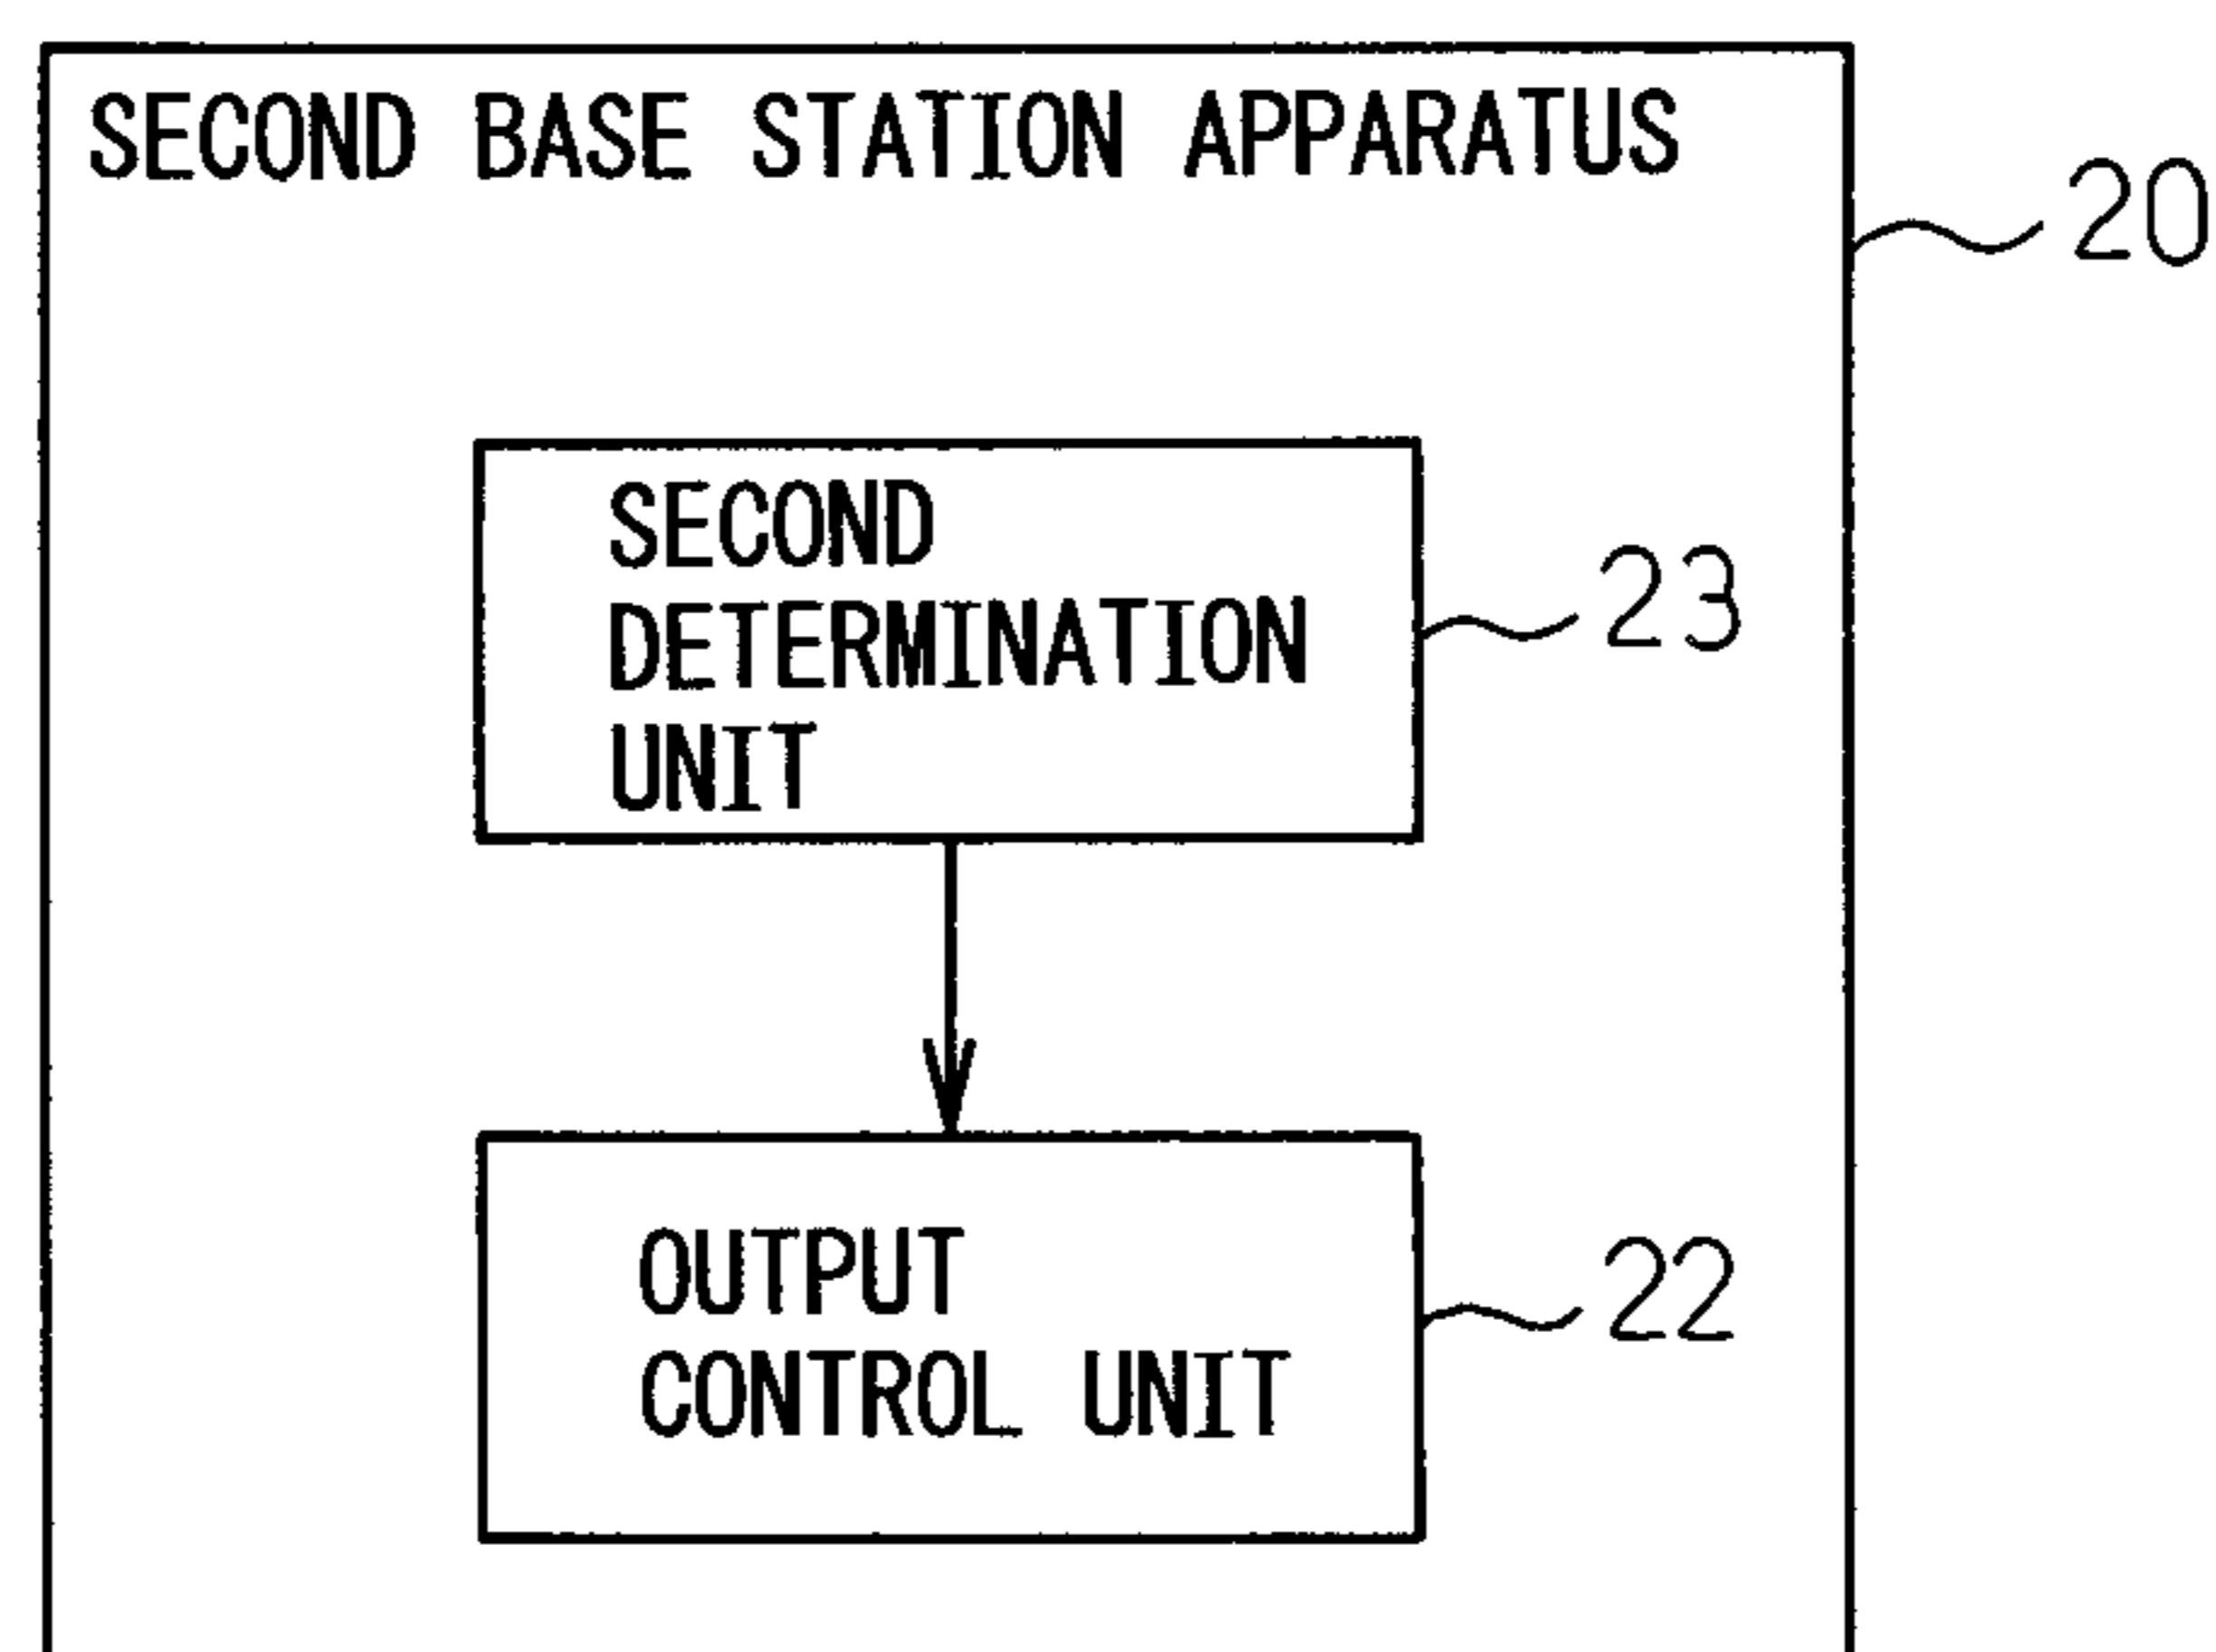 SECOND BASE STATION APPARATUS
20
SECOND
DETERMINATION
UNIT
23
OUTPUT
CONTROL UNIT
22